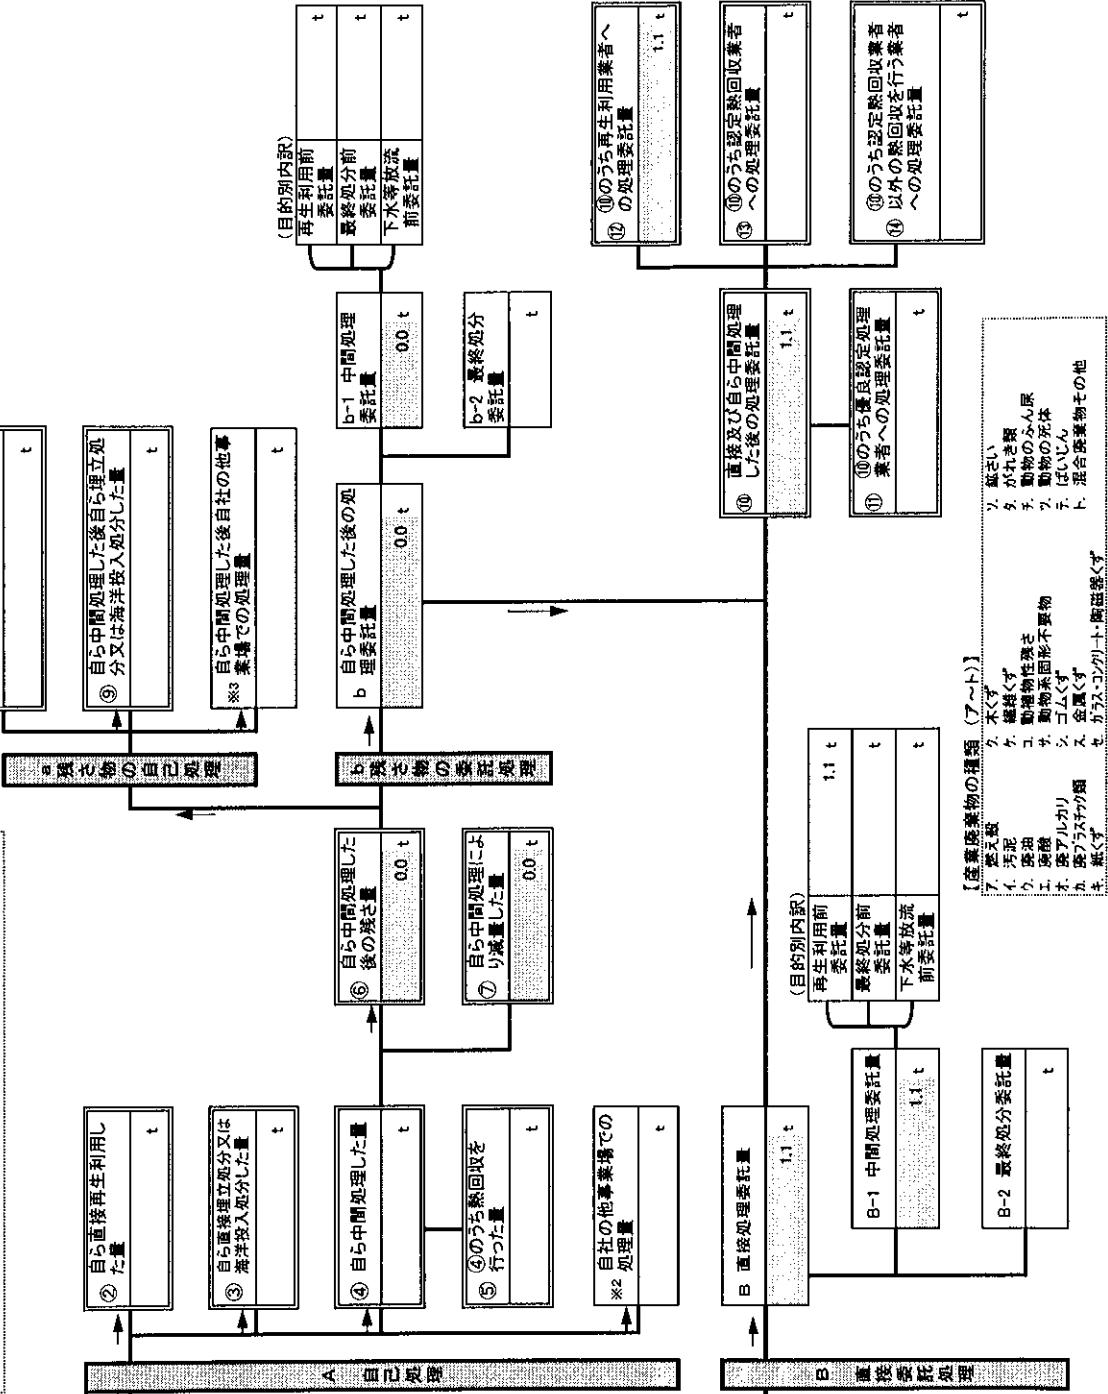 A 自己処理
② 自ら直接再生利用し
た量
t
③ 自ら直接埋立処分又は
海洋投入処分した量
t
④ 自ら中間処理した量
t
⑤ ④のうち熱回収を
行った量
t
※2 自社の他事業場での
処理量
t
⑥ 自ら中間処理した
後の残さ量
0.0 t
⑦ 自ら中間処理によ
り減量した量
0.0 t
a 残さ物の自己処理
t
⑨ 自ら中間処理した後自ら埋立処
分又は海洋投入処分した量
t
※3 自ら中間処理した後自社の他事
業場での処理量
t
b 残さ物の委託処理
b 自ら中間処理した後の処
理委託量
0.0 t
b-1 中間処理
委託量
0.0 t
b-2 最終処分
委託量
t
(目的別内訳)
再生利用前
委託量
t
最終処分前
委託量
t
下水等放流
前委託量
t
B 直接委託処理
B 直接処理委託量
1.1 t
B-1 中間処理委託量
1.1 t
B-2 最終処分委託量
t
(目的別内訳)
再生利用前
委託量
1.1 t
最終処分前
委託量
t
下水等放流
前委託量
t
⑩ 直接及び自ら中間処理
した後の処理委託量
1.1 t
⑪ ⑩のうち優良認定処理
業者への処理委託量
t
⑫ ⑩のうち再生利用業者へ
の処理委託量
1.1 t
⑬ ⑩のうち認定熱回収業者
への処理委託量
t
⑭ ⑩のうち認定熱回収業者
以外の熱回収を行う業者
への処理委託量
t
【産業廃棄物の種類 (ア～ト)】
ア. 燃え殻
イ. 汚泥
ウ. 廃油
エ. 廃酸
オ. 廃アルカリ
カ. 廃プラスチック類
キ. 紙くず
ク. 木くず
ケ. 繊維くず
コ. 動植物性残さ
サ. 動物系固形不要物
シ. ゴムくず
ス. 金属くず
セ. ガラス・コンクリート・陶磁器くず
ソ. 鉱さい
タ. がれき類
チ. 動物のふん尿
ツ. 動物の死体
テ. ばいじん
ト. 混合廃棄物その他